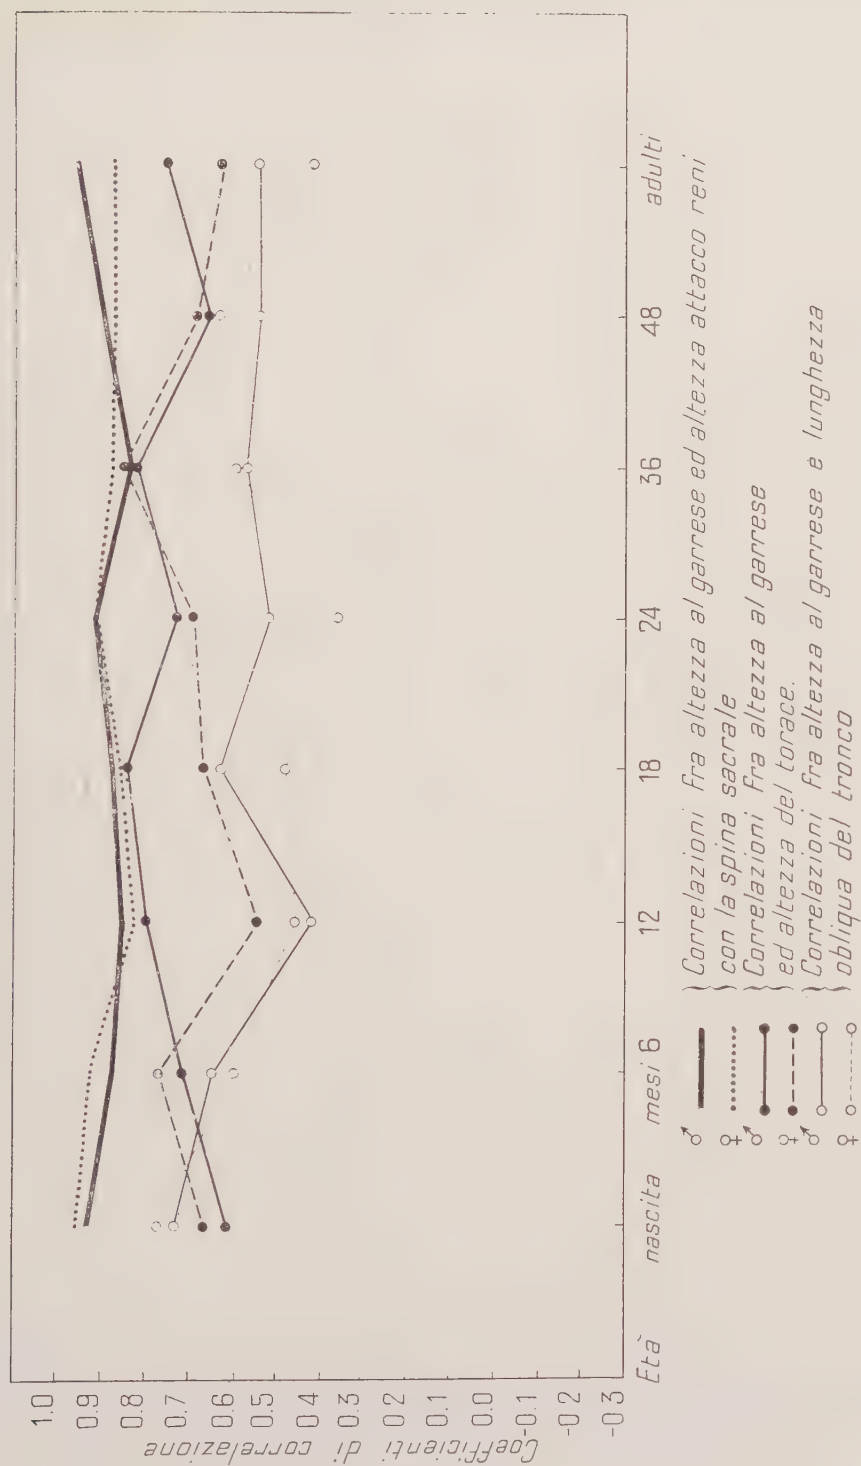 Coefficienti di correlazione
1.0
0.9
0.8
0.7
0.6
0.5
0.4
0.3
0.2
0.1
0.0
-0.1
-0.2
-0.3
Età nascita mesi 6 12 18 24 36 48 adulti
♂ } Correlazioni fra altezza al garrese ed altezza attacco reni
♀ } con la spina sacrale
♂ } Correlazioni fra altezza al garrese
♀ } ed altezza del torace.
♂ } Correlazioni fra altezza al garrese e lunghezza
♀ } obliqua del tronco